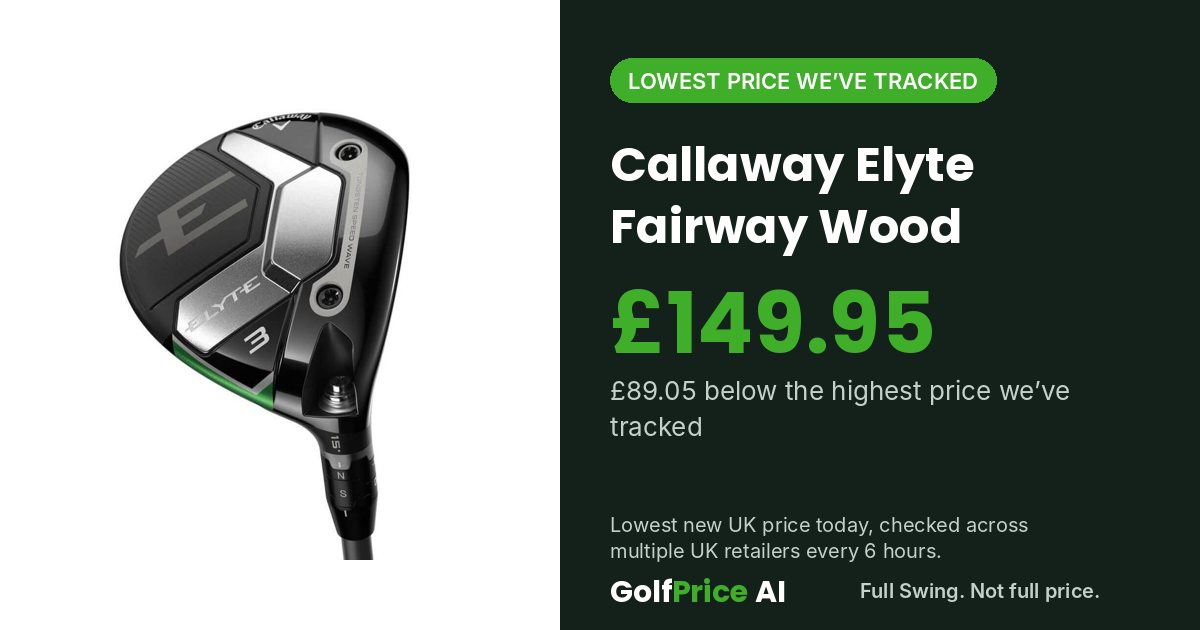 Callaway
E
TUNGSTEN SPEED WAVE
ELYTE
3
15°
N
S
LOWEST PRICE WE’VE TRACKED
Callaway Elyte
Fairway Wood
£149.95
£89.05 below the highest price we’ve
tracked
Lowest new UK price today, checked across
multiple UK retailers every 6 hours.
GolfPrice AI
Full Swing. Not full price.